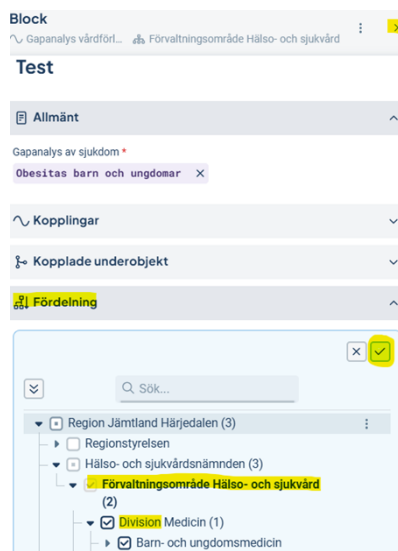 Block
Gapanalys vårdförl... Förvaltningsområde Hälso- och sjukvård
Test
Allmänt
Gapanalys av sjukdom *
Obesitas barn och ungdomar
Kopplingar
Kopplade underobjekt
Fördelning
Sök...
Region Jämtland Härjedalen (3)
Regionstyrelsen
Hälso- och sjukvårdsnämnden (3)
Förvaltningsområde Hälso- och sjukvård
(2)
Division Medicin (1)
Barn- och ungdomsmedicin